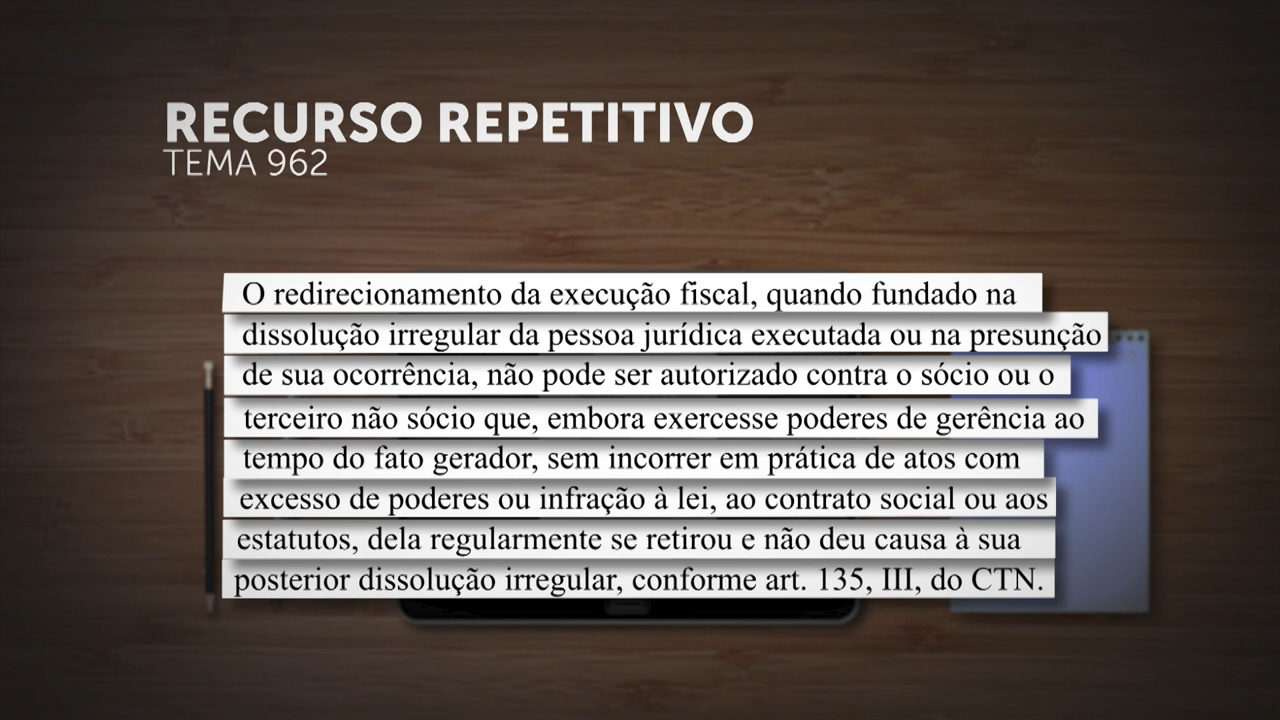 RECURSO REPETITIVO
TEMA 962
O redirecionamento da execução fiscal, quando fundado na
dissolução irregular da pessoa jurídica executada ou na presunção
de sua ocorrência, não pode ser autorizado contra o sócio ou o
terceiro não sócio que, embora exercesse poderes de gerência ao
tempo do fato gerador, sem incorrer em prática de atos com
excesso de poderes ou infração à lei, ao contrato social ou aos
estatutos, dela regularmente se retirou e não deu causa à sua
posterior dissolução irregular, conforme art. 135, III, do CTN.